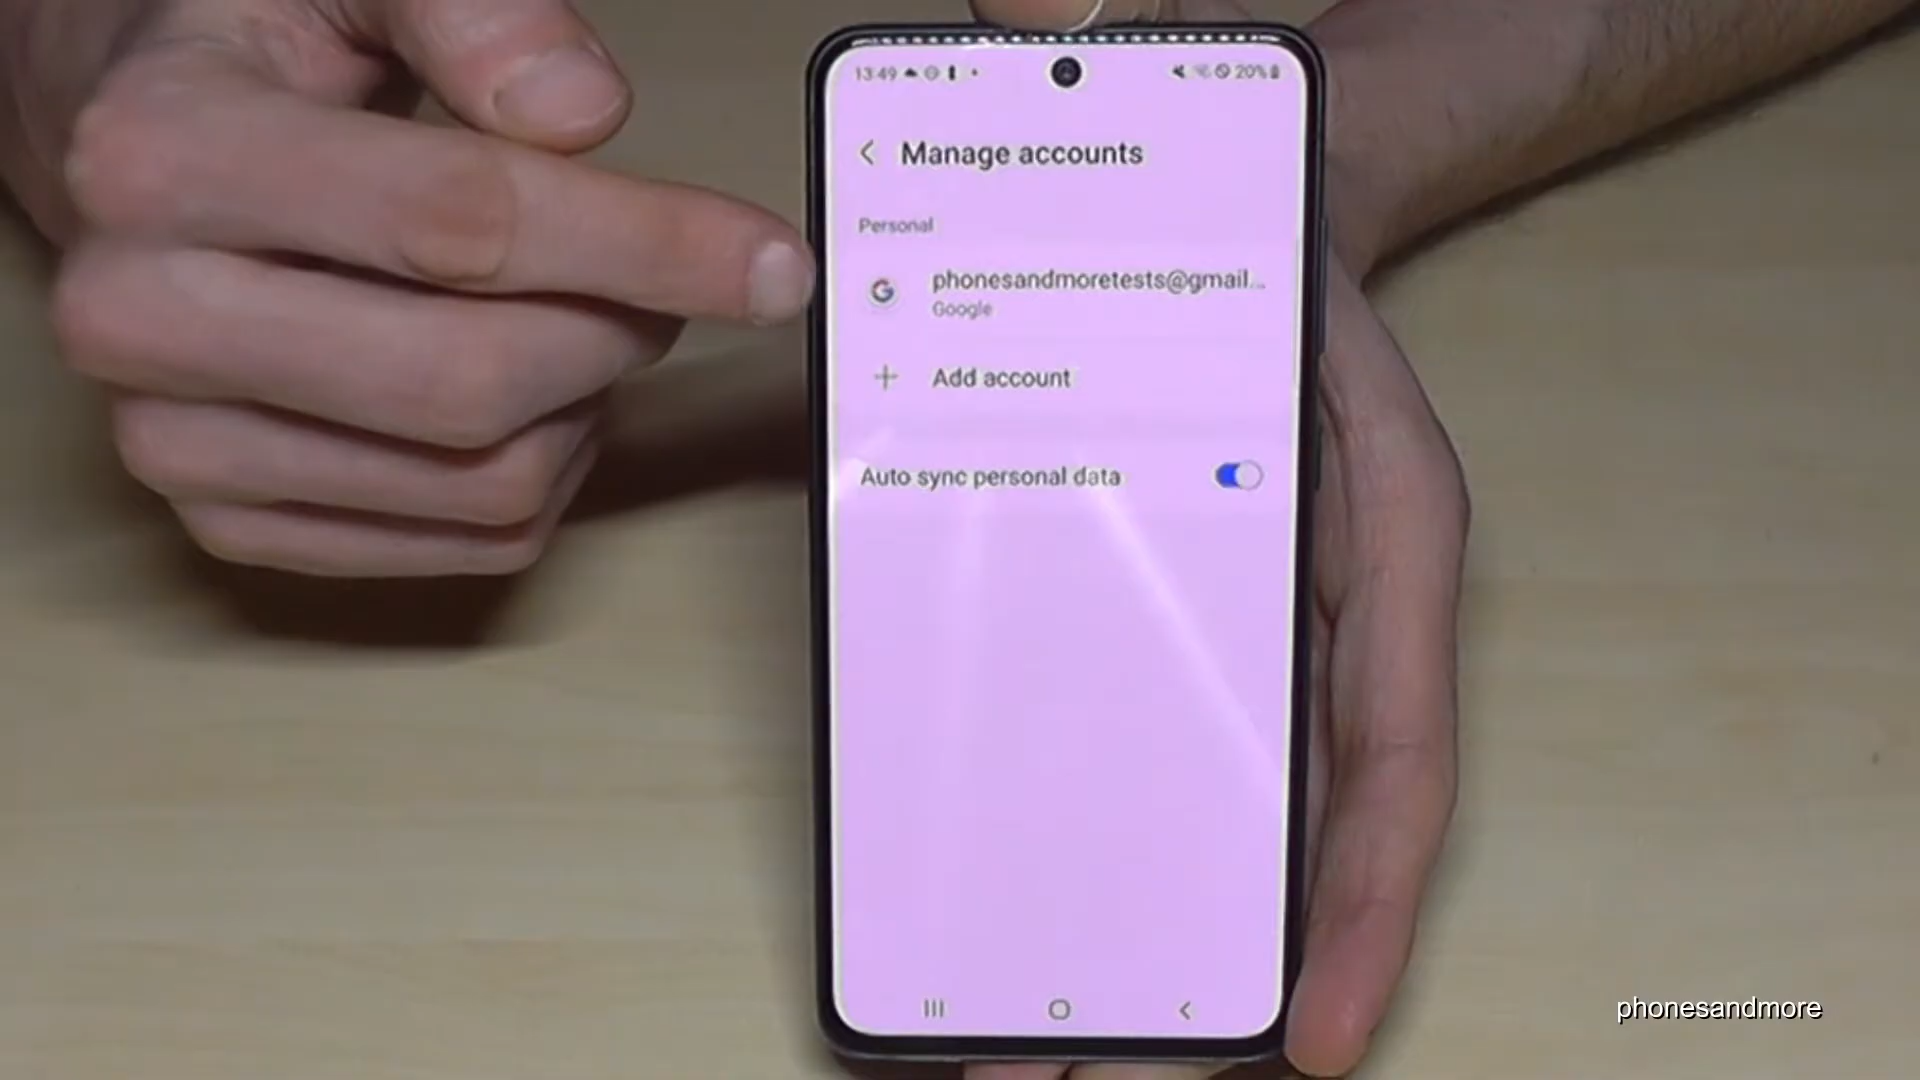 13:49 20%
Manage accounts
Personal
phonesandmoretests@gmail...
Google
Add account
Auto sync personal data
phonesandmore